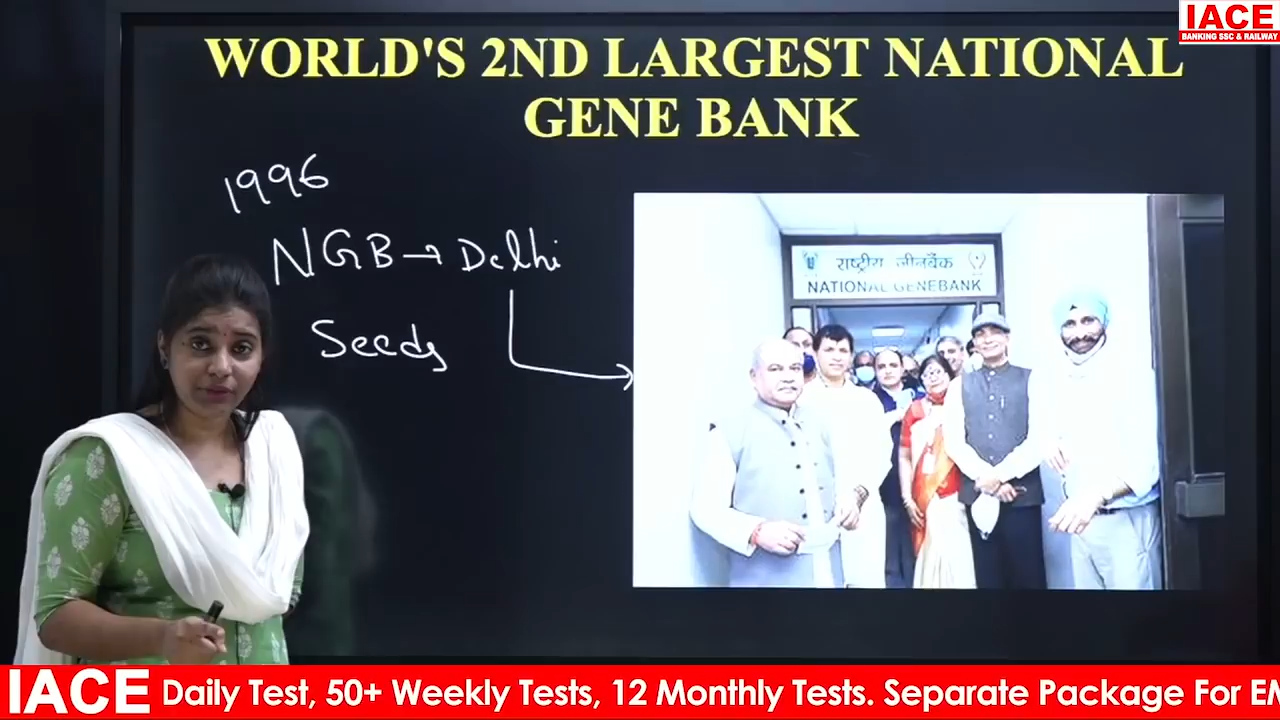 IACE
BANKING SSC & RAILWAY
WORLD'S 2ND LARGEST NATIONAL
GENE BANK
1996
NGB → Delhi
Seeds
राष्ट्रीय जीनबैंक
NATIONAL GENEBANK
IACE Daily Test, 50+ Weekly Tests, 12 Monthly Tests. Separate Package For EM